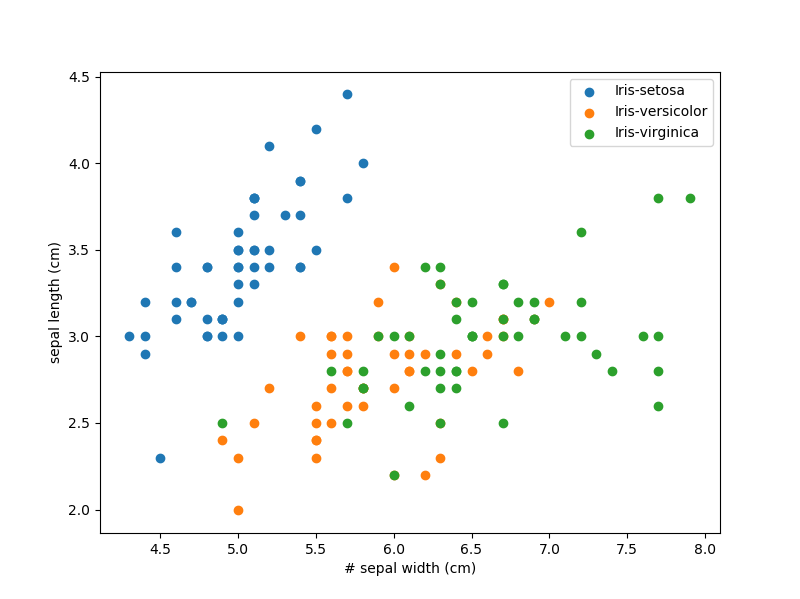 Iris-setosa
Iris-versicolor
Iris-virginica
4.5
4.0
3.5
3.0
2.5
2.0
sepal length (cm)
4.5 5.0 5.5 6.0 6.5 7.0 7.5 8.0
# sepal width (cm)